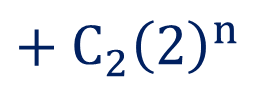 + C₂(2)ⁿ